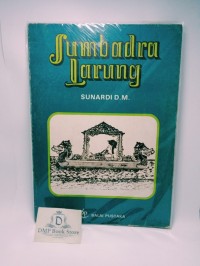 Sumbadra
Larung
SUNARDI D.M.
BALAI PUSTAKA
D
DMP Book Store